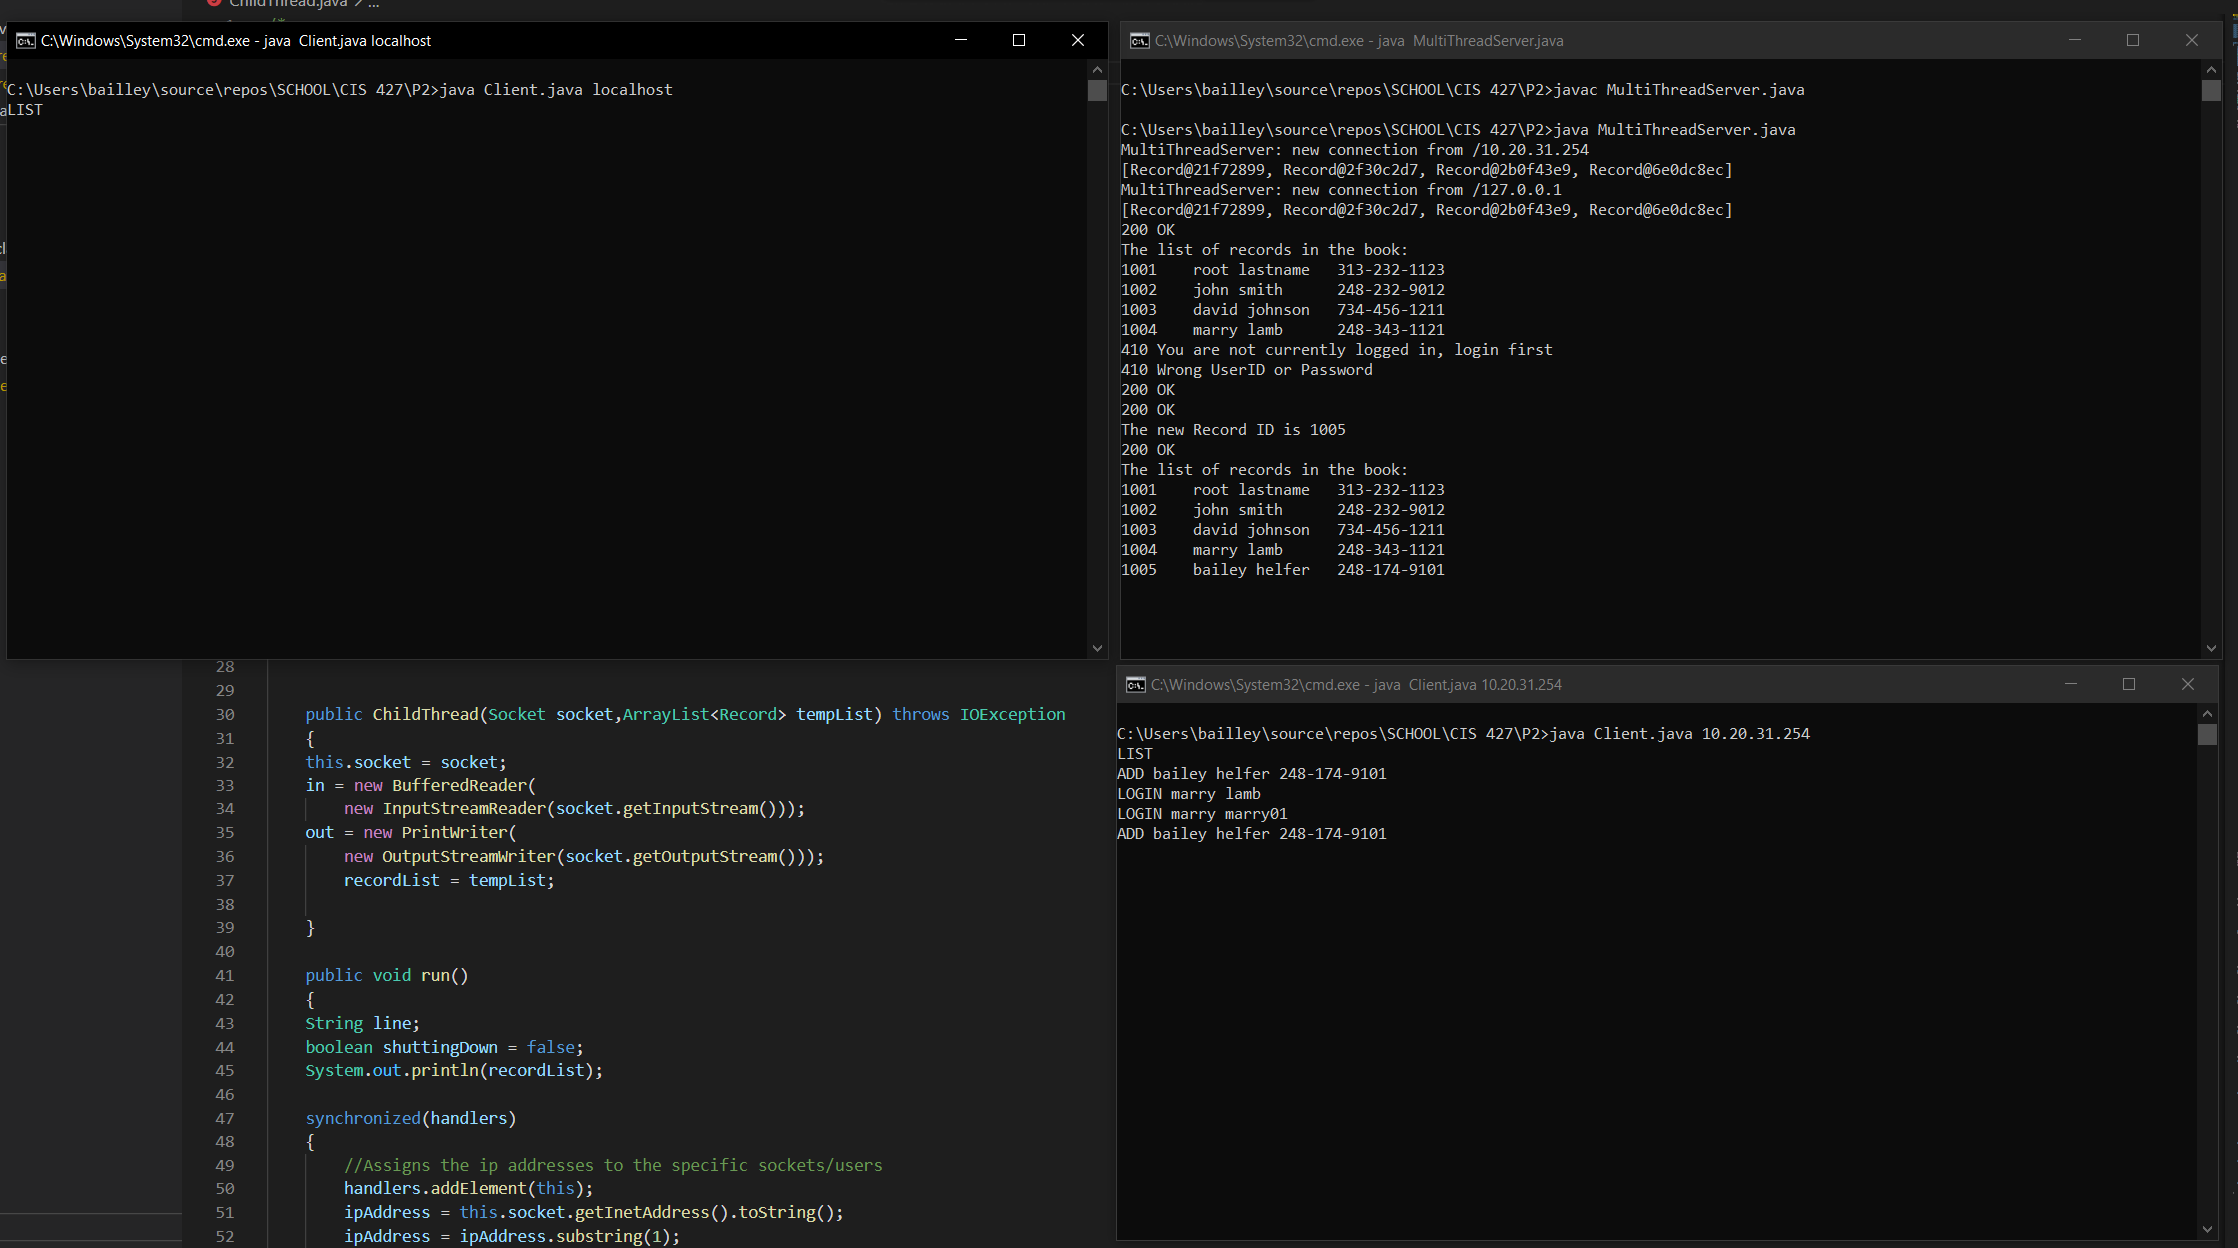 ChildThread.java > ...
C:\Windows\System32\cmd.exe - java  Client.java localhost
C:\Users\bailley\source\repos\SCHOOL\CIS 427\P2>java Client.java localhost
LIST
C:\Windows\System32\cmd.exe - java  MultiThreadServer.java
C:\Users\bailley\source\repos\SCHOOL\CIS 427\P2>javac MultiThreadServer.java
C:\Users\bailley\source\repos\SCHOOL\CIS 427\P2>java MultiThreadServer.java
MultiThreadServer: new connection from /10.20.31.254
[Record@21f72899, Record@2f30c2d7, Record@2b0f43e9, Record@6e0dc8ec]
MultiThreadServer: new connection from /127.0.0.1
[Record@21f72899, Record@2f30c2d7, Record@2b0f43e9, Record@6e0dc8ec]
200 OK
The list of records in the book:
1001    root lastname   313-232-1123
1002    john smith      248-232-9012
1003    david johnson   734-456-1211
1004    marry lamb      248-343-1121
410 You are not currently logged in, login first
410 Wrong UserID or Password
200 OK
200 OK
The new Record ID is 1005
200 OK
The list of records in the book:
1001    root lastname   313-232-1123
1002    john smith      248-232-9012
1003    david johnson   734-456-1211
1004    marry lamb      248-343-1121
1005    bailey helfer   248-174-9101
28
29
30 public ChildThread(Socket socket,ArrayList<Record> tempList) throws IOException
31 {
32 this.socket = socket;
33 in = new BufferedReader(
34     new InputStreamReader(socket.getInputStream()));
35 out = new PrintWriter(
36     new OutputStreamWriter(socket.getOutputStream()));
37     recordList = tempList;
38
39 }
40
41 public void run()
42 {
43 String line;
44 boolean shuttingDown = false;
45 System.out.println(recordList);
46
47 synchronized(handlers)
48 {
49     //Assigns the ip addresses to the specific sockets/users
50     handlers.addElement(this);
51     ipAddress = this.socket.getInetAddress().toString();
52     ipAddress = ipAddress.substring(1);
C:\Windows\System32\cmd.exe - java  Client.java 10.20.31.254
C:\Users\bailley\source\repos\SCHOOL\CIS 427\P2>java Client.java 10.20.31.254
LIST
ADD bailey helfer 248-174-9101
LOGIN marry lamb
LOGIN marry marry01
ADD bailey helfer 248-174-9101